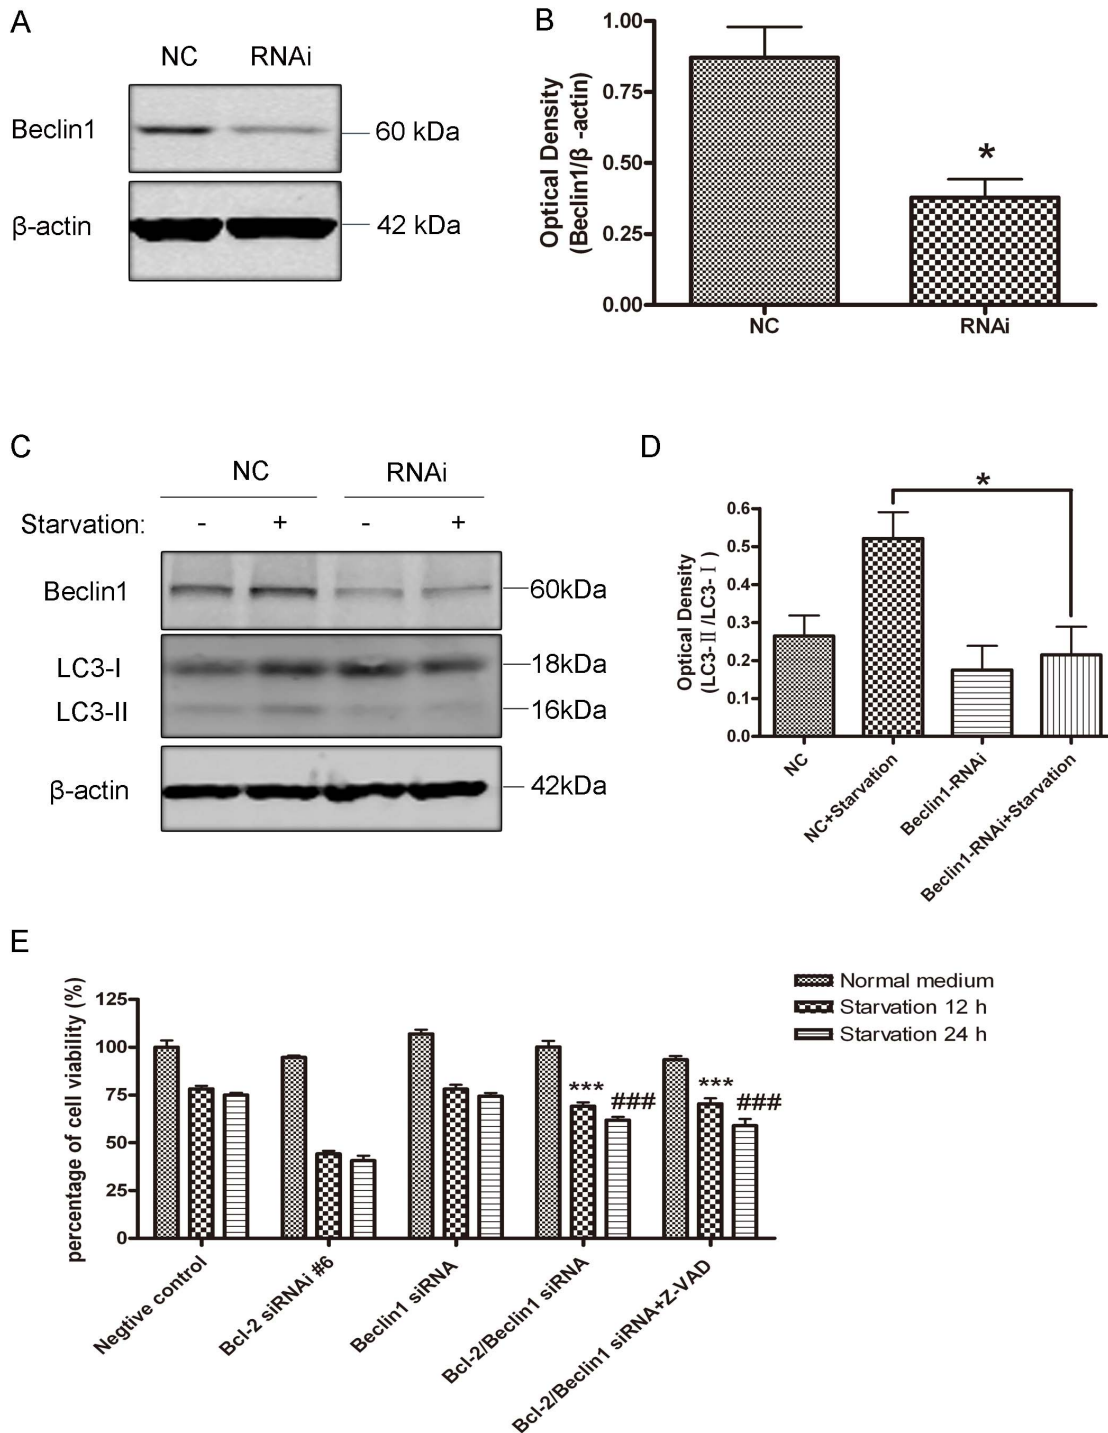 A
NC RNAi
Beclin1
60 kDa
β-actin
42 kDa
B
Optical Density
(Beclin1/β -actin)
1.00
0.75
0.50
0.25
0.00
*
NC RNAi
C
NC RNAi
Starvation: - + - +
Beclin1
60kDa
LC3-I
18kDa
LC3-II
16kDa
β-actin
42kDa
D
Optical Density
(LC3-II/LC3-I)
0.6
0.5
0.4
0.3
0.2
0.1
0.0
*
NC
NC+Starvation
Beclin1-RNAi
Beclin1-RNAi+Starvation
E
percentage of cell viability (%)
125
100
75
50
25
0
*** ###
*** ###
Negtive control
Bcl-2 siRNAi #6
Beclin1 siRNA
Bcl-2/Beclin1 siRNA
Bcl-2/Beclin1 siRNA+Z-VAD
Normal medium
Starvation 12 h
Starvation 24 h